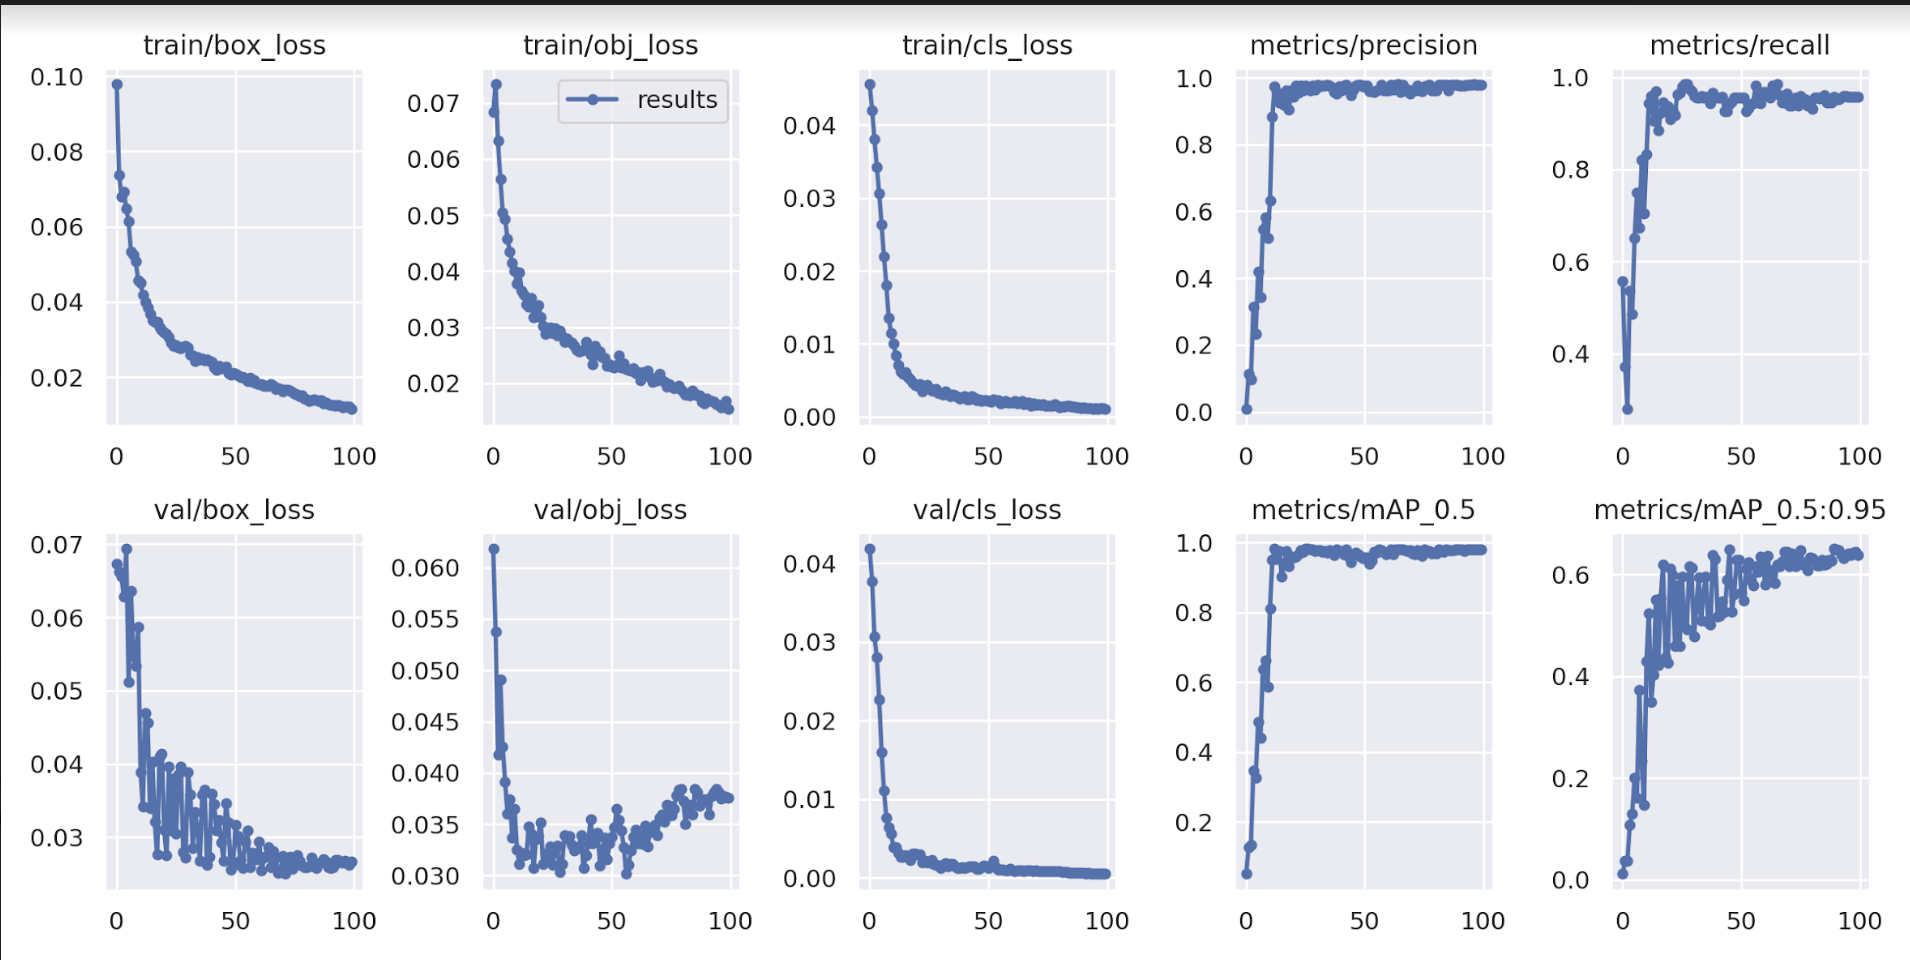 train/box_loss
0.10
0.08
0.06
0.04
0.02
0 50 100
train/obj_loss
results
0.07
0.06
0.05
0.04
0.03
0.02
0 50 100
train/cls_loss
0.04
0.03
0.02
0.01
0.00
0 50 100
metrics/precision
1.0
0.8
0.6
0.4
0.2
0.0
0 50 100
metrics/recall
1.0
0.8
0.6
0.4
0 50 100
val/box_loss
0.07
0.06
0.05
0.04
0.03
0 50 100
val/obj_loss
0.060
0.055
0.050
0.045
0.040
0.035
0.030
0 50 100
val/cls_loss
0.04
0.03
0.02
0.01
0.00
0 50 100
metrics/mAP_0.5
1.0
0.8
0.6
0.4
0.2
0 50 100
metrics/mAP_0.5:0.95
0.6
0.4
0.2
0.0
0 50 100